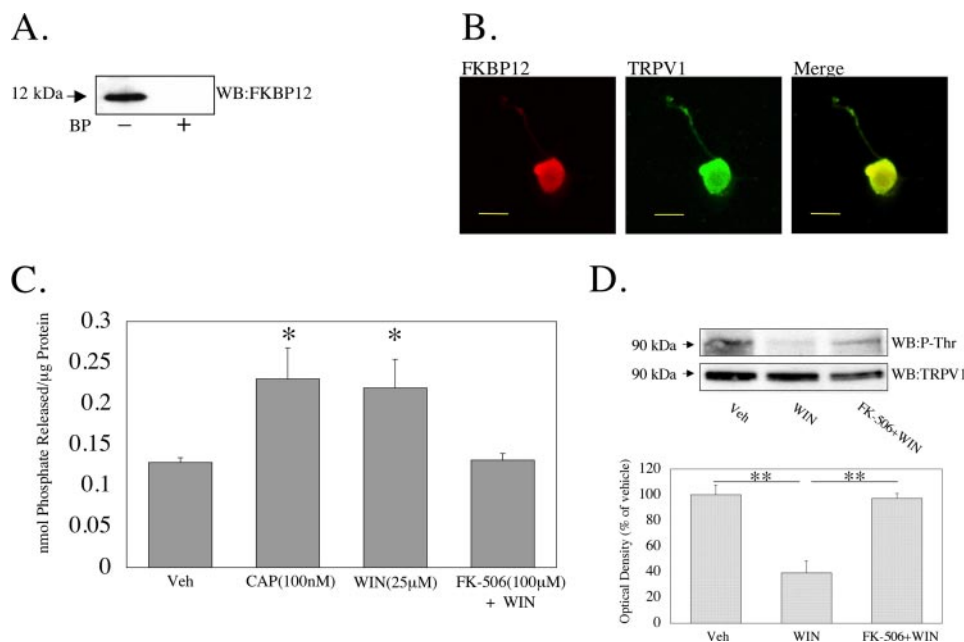 A.
12 kDa
WB:FKBP12
BP
−
+
B.
FKBP12
TRPV1
Merge
C.
nmol Phosphate Released/µg Protein
0.3
0.25
0.2
0.15
0.1
0.05
0
*
*
Veh
CAP(100nM)
WIN(25µM)
FK-506(100µM)
+ WIN
D.
90 kDa
WB:P-Thr
90 kDa
WB:TRPV1
Veh
WIN
FK-506+WIN
Optical Density (% of vehicle)
120
100
80
60
40
20
0
**
**
Veh
WIN
FK-506+WIN